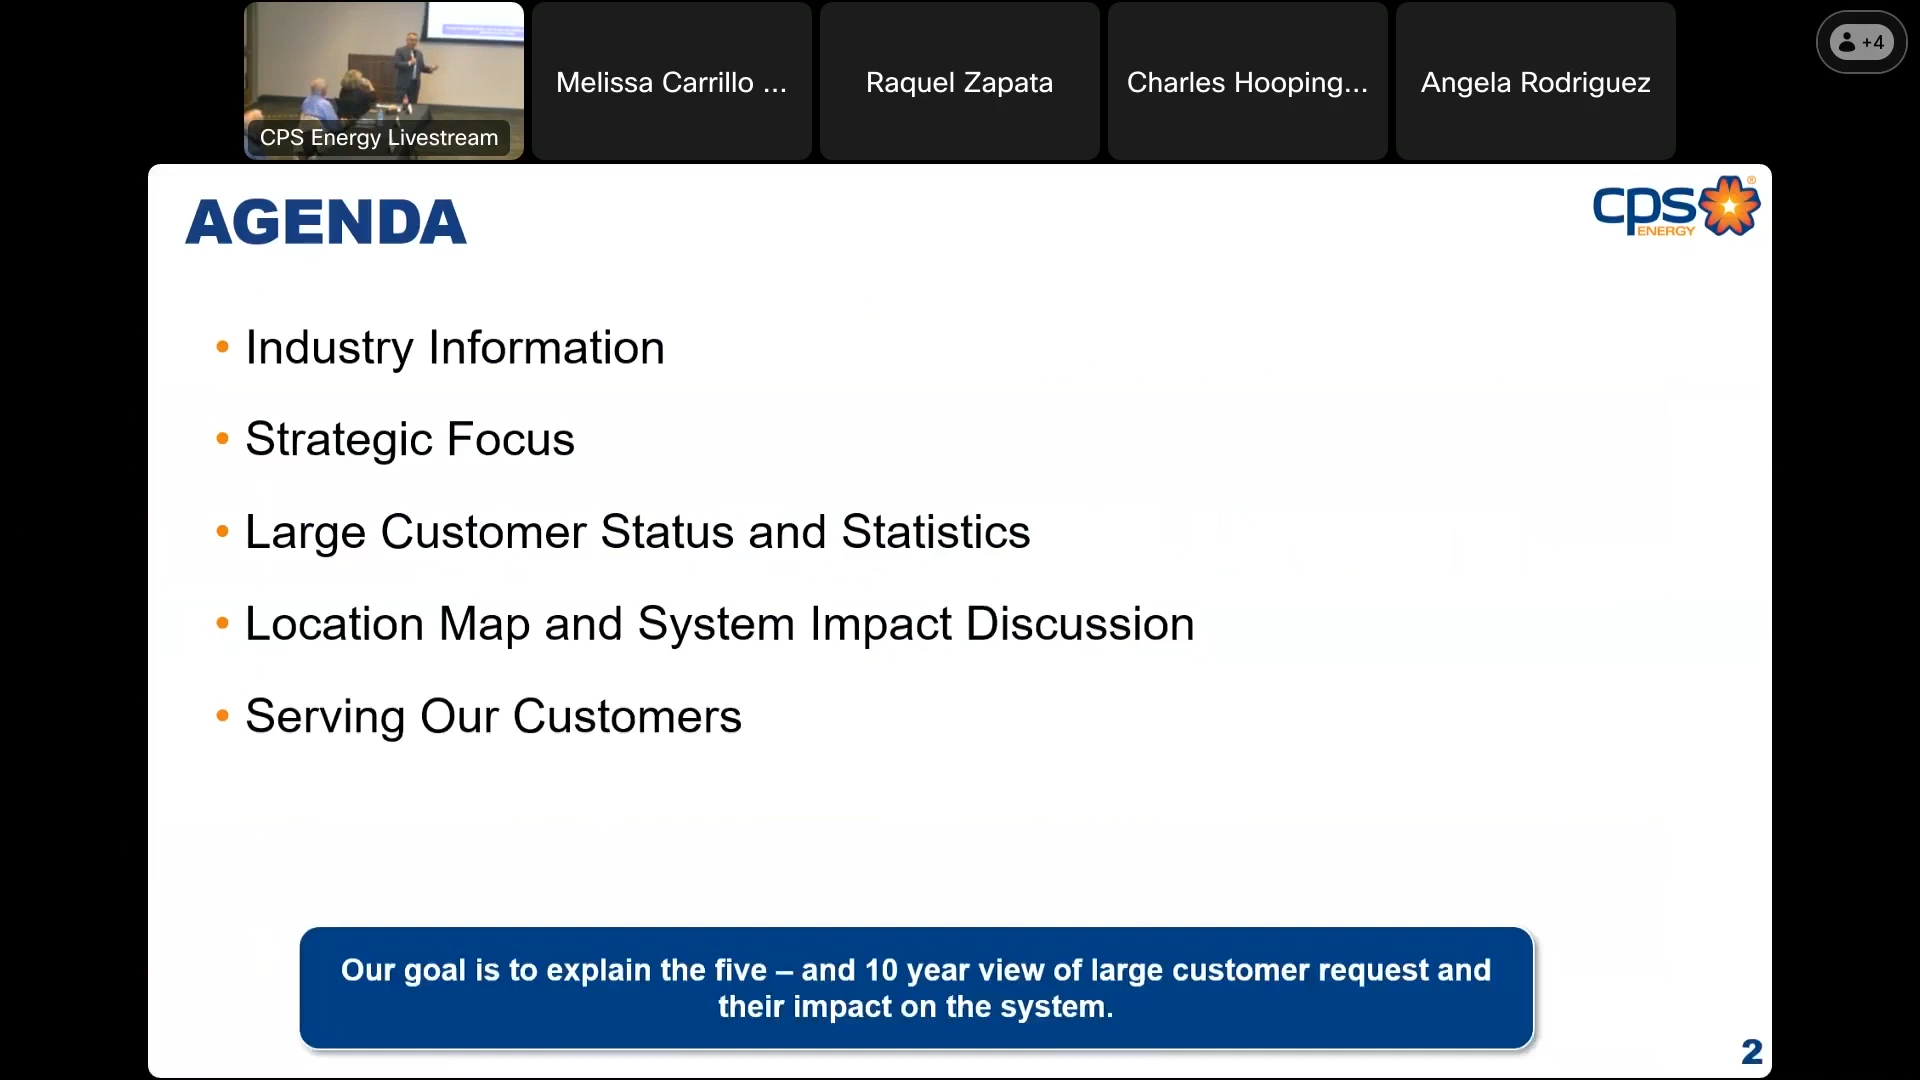 CPS Energy Livestream
Melissa Carrillo ...
Raquel Zapata
Charles Hooping...
Angela Rodriguez
+4
AGENDA
cps
ENERGY
®
• Industry Information
• Strategic Focus
• Large Customer Status and Statistics
• Location Map and System Impact Discussion
• Serving Our Customers
Our goal is to explain the five – and 10 year view of large customer request and
their impact on the system.
2